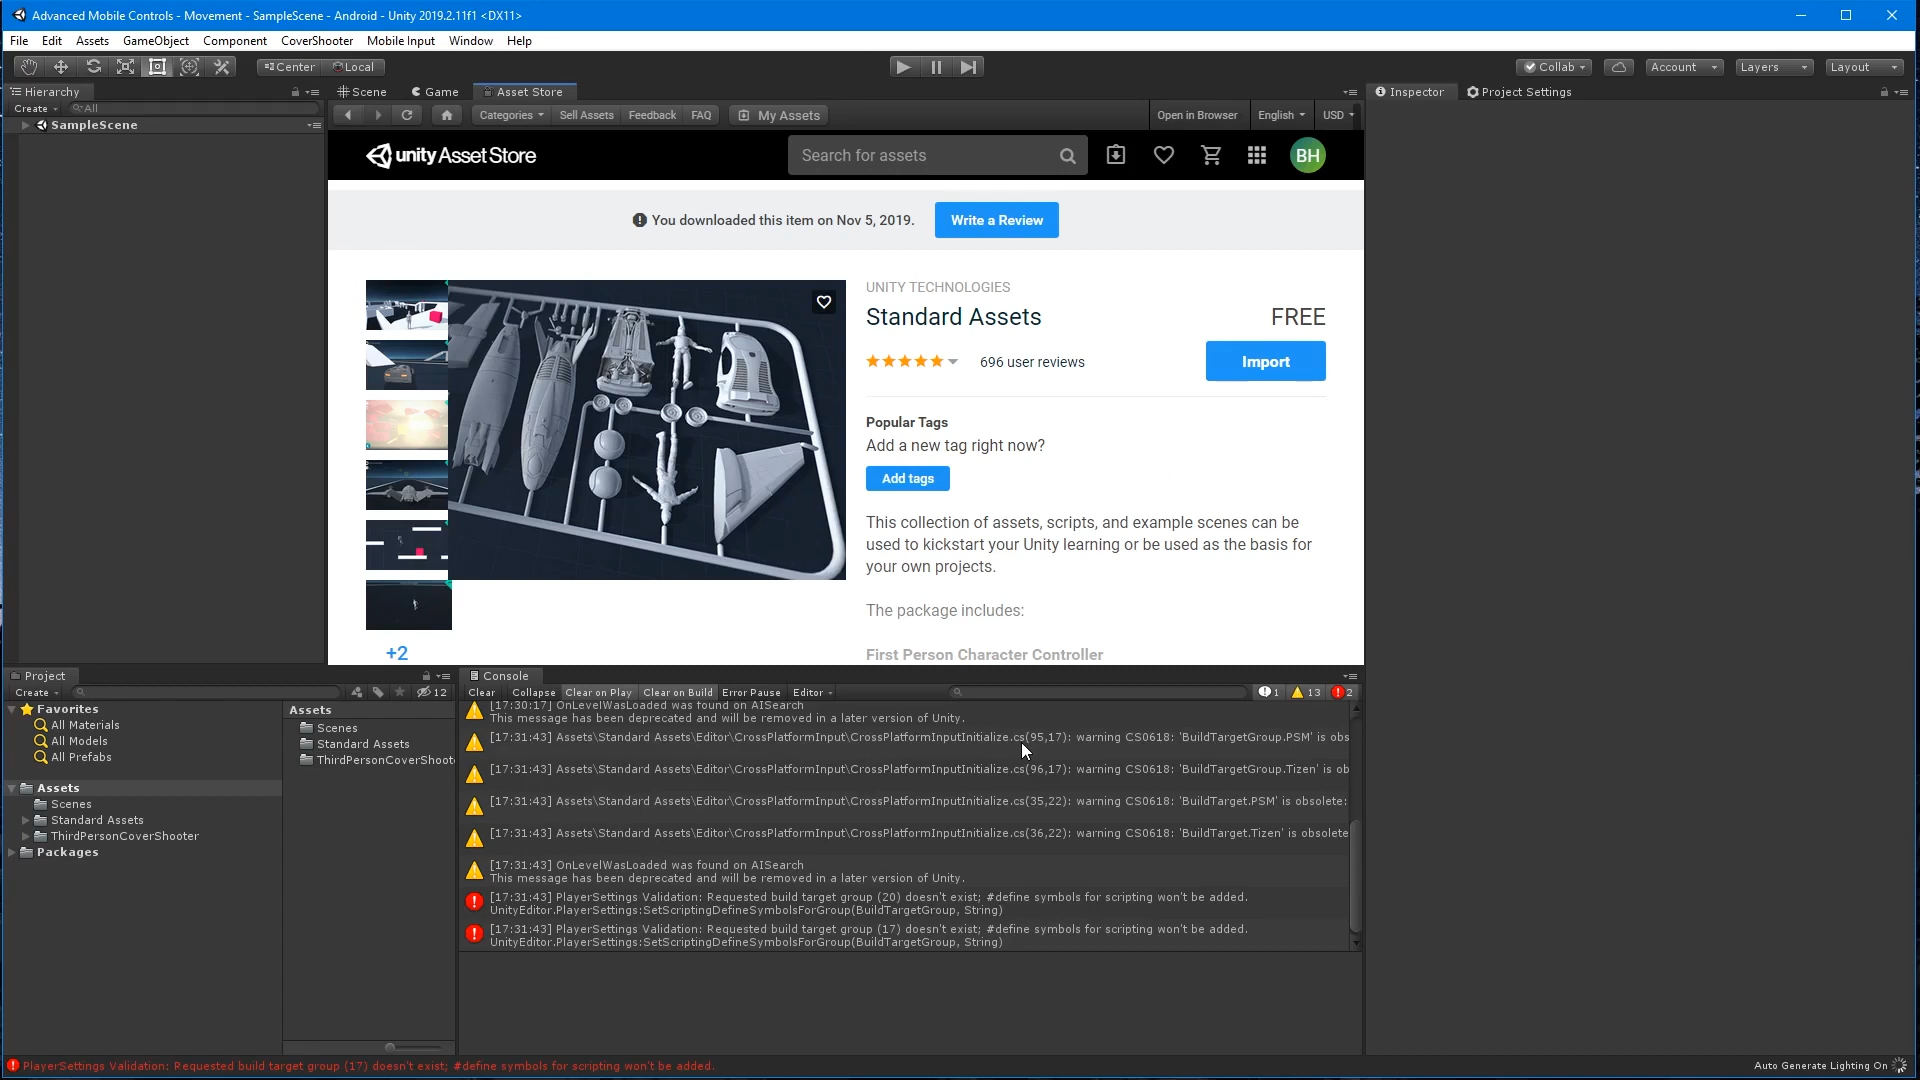 Advanced Mobile Controls - Movement - SampleScene - Android - Unity 2019.2.11f1 <DX11>
File Edit Assets GameObject Component CoverShooter Mobile Input Window Help
Center Local
Collab Account Layers Layout
Hierarchy
Create All
SampleScene
Scene Game Asset Store
Categories Sell Assets Feedback FAQ My Assets Open in Browser English USD
unity Asset Store
Search for assets
BH
You downloaded this item on Nov 5, 2019. Write a Review
UNITY TECHNOLOGIES
Standard Assets
FREE
696 user reviews
Import
Popular Tags
Add a new tag right now?
Add tags
This collection of assets, scripts, and example scenes can be
used to kickstart your Unity learning or be used as the basis for
your own projects.
The package includes:
First Person Character Controller
+2
Inspector Project Settings
Project
Create
12
Favorites
All Materials
All Models
All Prefabs
Assets
Scenes
Standard Assets
ThirdPersonCoverShooter
Packages
Assets
Scenes
Standard Assets
ThirdPersonCoverShoot
Console
Clear Collapse Clear on Play Clear on Build Error Pause Editor
1 13 2
[17:30:17] OnLevelWasLoaded was found on AISearch
This message has been deprecated and will be removed in a later version of Unity.
[17:31:43] Assets\Standard Assets\Editor\CrossPlatformInput\CrossPlatformInputInitialize.cs(95,17): warning CS0618: 'BuildTargetGroup.PSM' is obs
[17:31:43] Assets\Standard Assets\Editor\CrossPlatformInput\CrossPlatformInputInitialize.cs(96,17): warning CS0618: 'BuildTargetGroup.Tizen' is ob
[17:31:43] Assets\Standard Assets\Editor\CrossPlatformInput\CrossPlatformInputInitialize.cs(35,22): warning CS0618: 'BuildTarget.PSM' is obsolete:
[17:31:43] Assets\Standard Assets\Editor\CrossPlatformInput\CrossPlatformInputInitialize.cs(36,22): warning CS0618: 'BuildTarget.Tizen' is obsolete
[17:31:43] OnLevelWasLoaded was found on AISearch
This message has been deprecated and will be removed in a later version of Unity.
[17:31:43] PlayerSettings Validation: Requested build target group (20) doesn't exist; #define symbols for scripting won't be added.
UnityEditor.PlayerSettings:SetScriptingDefineSymbolsForGroup(BuildTargetGroup, String)
[17:31:43] PlayerSettings Validation: Requested build target group (17) doesn't exist; #define symbols for scripting won't be added.
UnityEditor.PlayerSettings:SetScriptingDefineSymbolsForGroup(BuildTargetGroup, String)
PlayerSettings Validation: Requested build target group (17) doesn't exist; #define symbols for scripting won't be added.
Auto Generate Lighting On